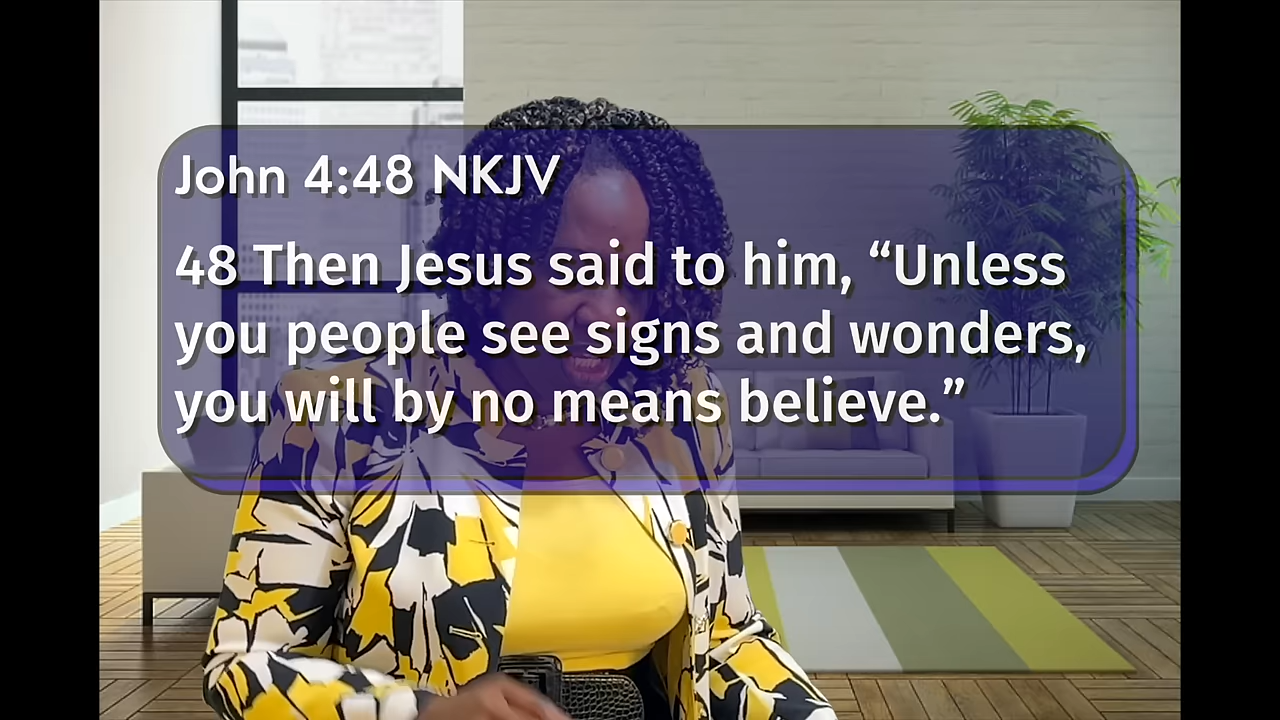 John 4:48 NKJV
48 Then Jesus said to him, “Unless
you people see signs and wonders,
you will by no means believe.”